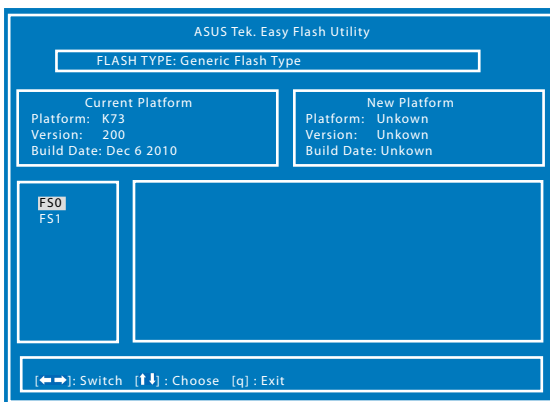 ASUS Tek. Easy Flash Utility
FLASH TYPE: Generic Flash Type
Current Platform
Platform: K73
Version: 200
Build Date: Dec 6 2010
New Platform
Platform: Unkown
Version: Unkown
Build Date: Unkown
FS0
FS1
[←→]: Switch [↑↓] : Choose [q] : Exit